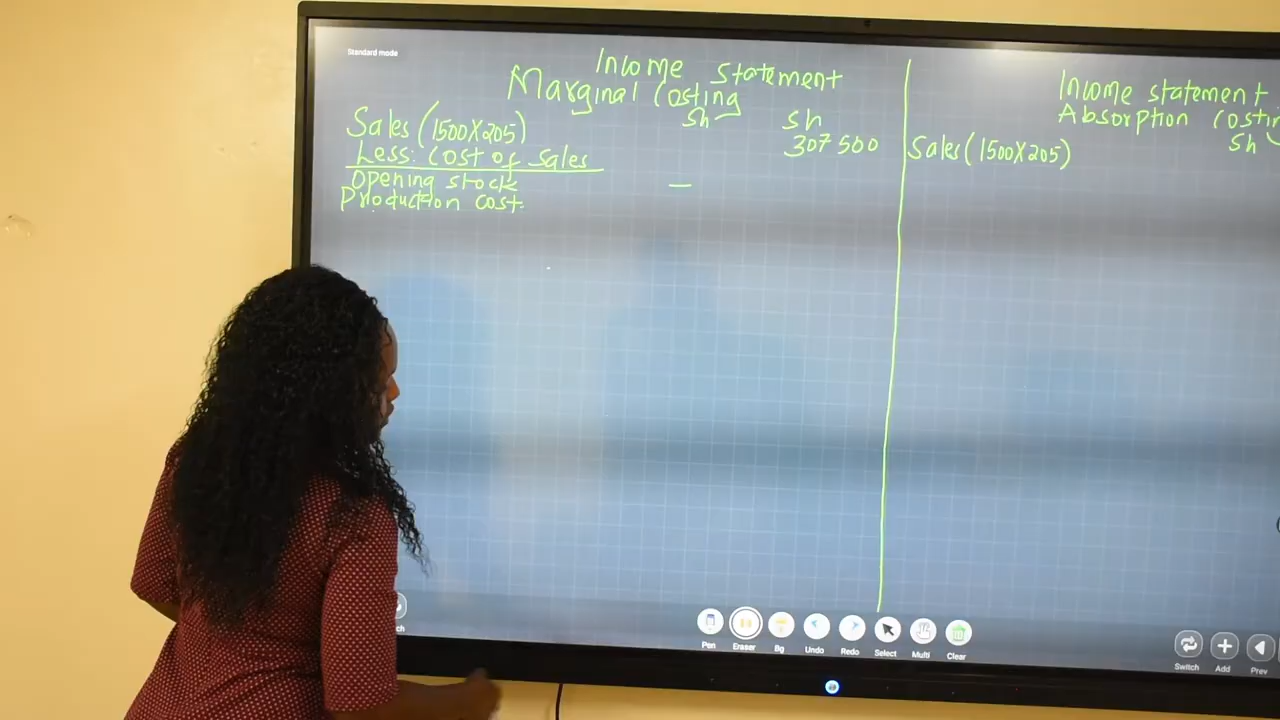 Standard mode
Income Statement
Marginal Costing
sh sh
Sales (1500X205) 307 500
Less: Cost of sales
Opening stock —
Production cost.
Income statement
Absorption Costin
sh
Sales (1500X205)
Pen Eraser Bg Undo Redo Select Multi Clear
Switch Add Prev